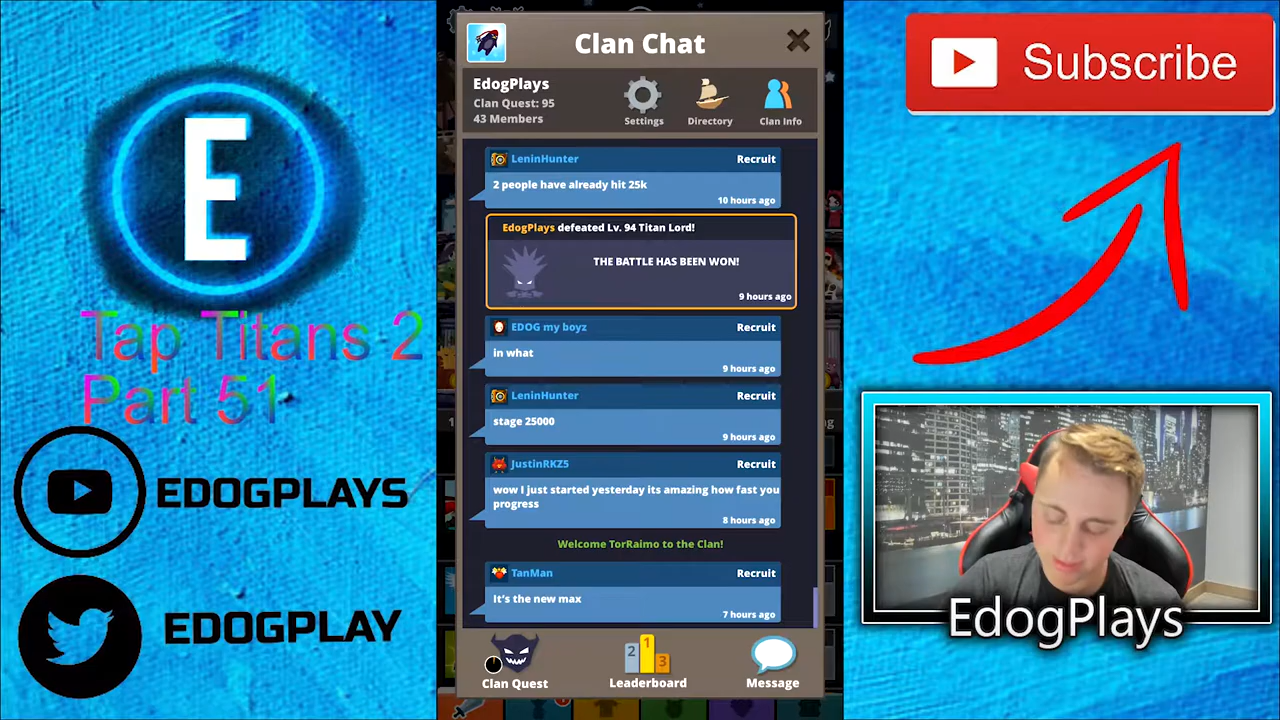 E
Tap Titans 2
Part 51
EDOGPLAYS
EDOGPLAY
Clan Chat
EdogPlays
Clan Quest: 95
43 Members
Settings
Directory
Clan Info
LeninHunter
Recruit
2 people have already hit 25k
10 hours ago
EdogPlays defeated Lv. 94 Titan Lord!
THE BATTLE HAS BEEN WON!
9 hours ago
EDOG my boyz
Recruit
in what
9 hours ago
LeninHunter
Recruit
stage 25000
9 hours ago
JustinRKZ5
Recruit
wow I just started yesterday its amazing how fast you
progress
8 hours ago
Welcome TorRaimo to the Clan!
TanMan
Recruit
It's the new max
7 hours ago
Clan Quest
2 1 3
Leaderboard
Message
Subscribe
EdogPlays